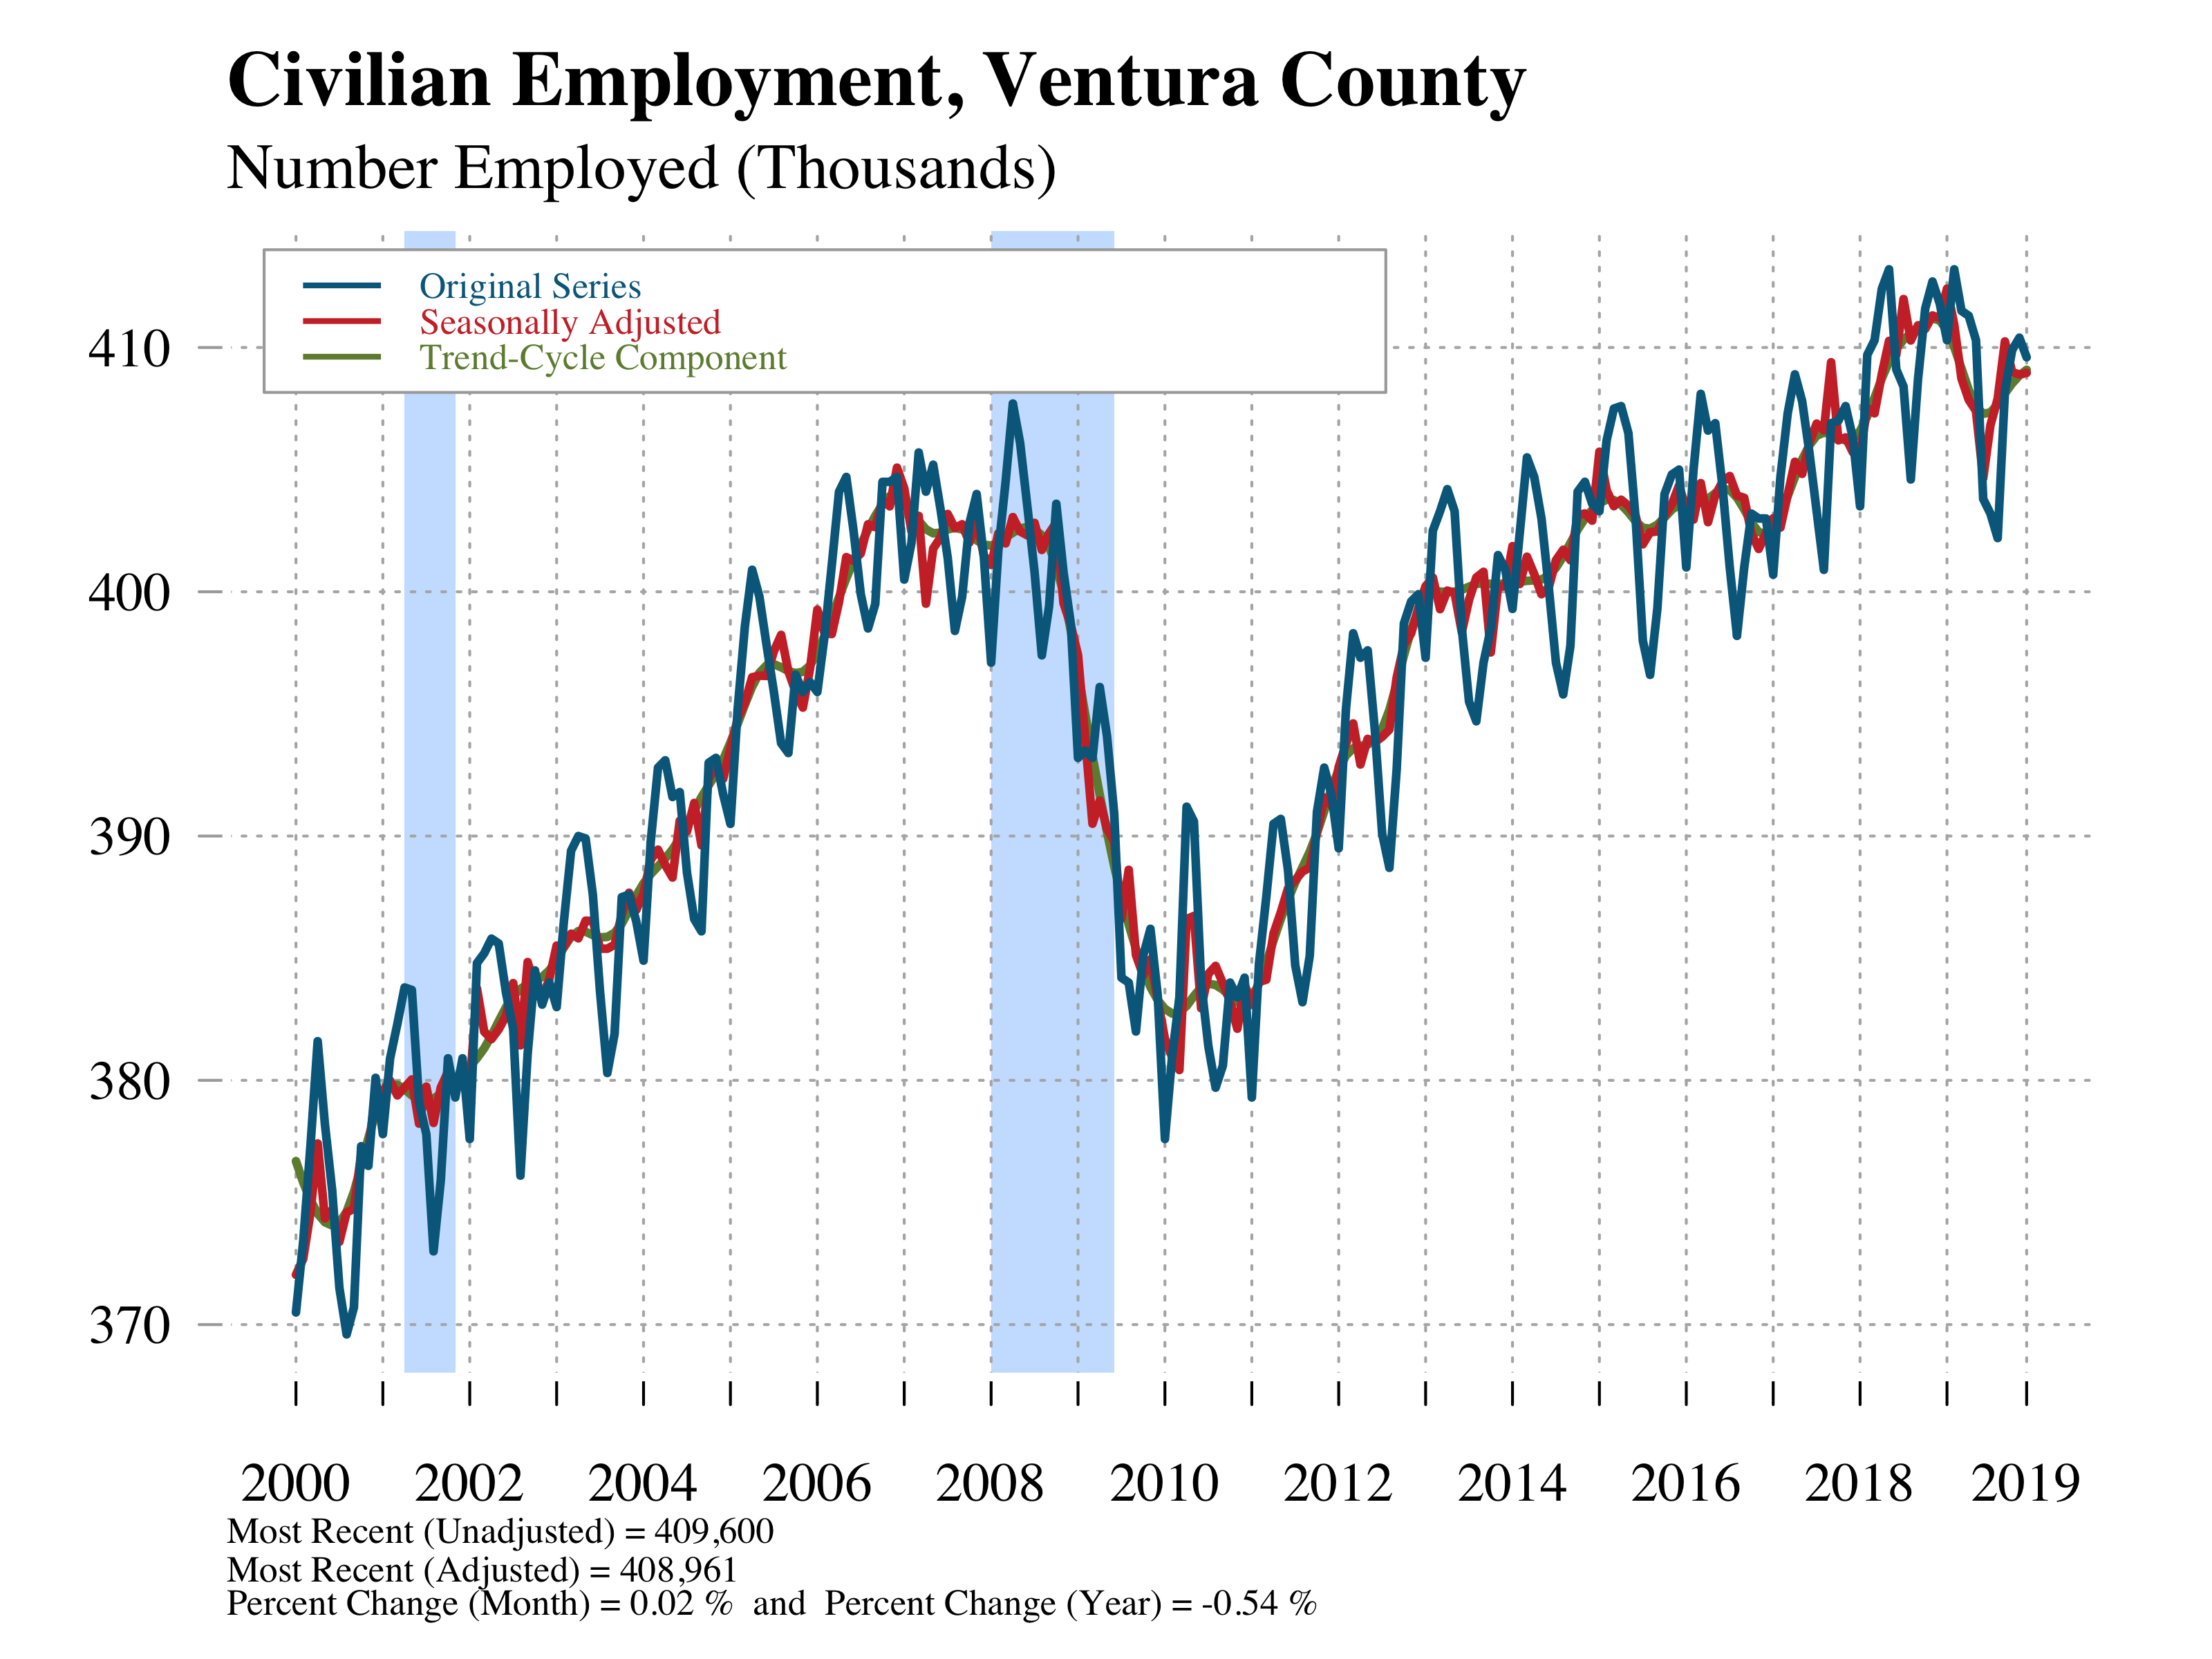 Civilian Employment, Ventura County
Number Employed (Thousands)
Original Series
Seasonally Adjusted
Trend-Cycle Component
410
400
390
380
370
2000 2002 2004 2006 2008 2010 2012 2014 2016 2018 2019
Most Recent (Unadjusted) = 409,600
Most Recent (Adjusted) = 408,961
Percent Change (Month) = 0.02 % and Percent Change (Year) = -0.54 %